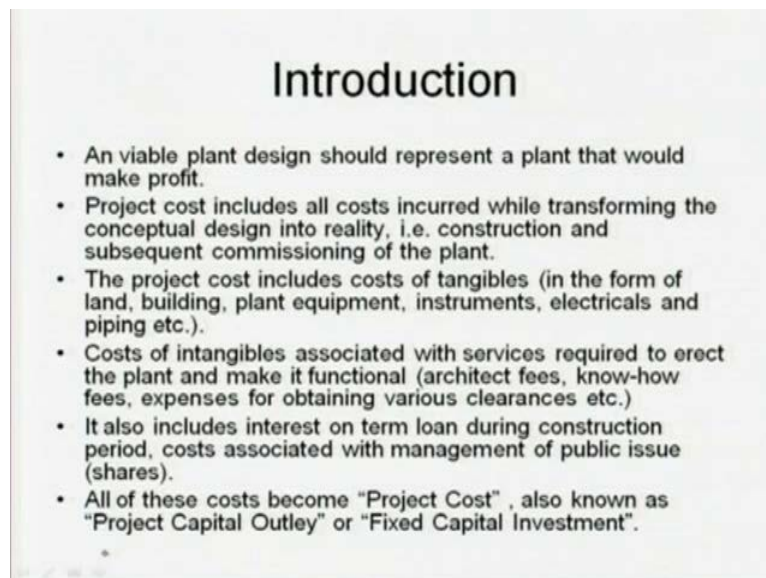 Introduction
• An viable plant design should represent a plant that would
make profit.
• Project cost includes all costs incurred while transforming the
conceptual design into reality, i.e. construction and
subsequent commissioning of the plant.
• The project cost includes costs of tangibles (in the form of
land, building, plant equipment, instruments, electricals and
piping etc.).
• Costs of intangibles associated with services required to erect
the plant and make it functional (architect fees, know-how
fees, expenses for obtaining various clearances etc.)
• It also includes interest on term loan during construction
period, costs associated with management of public issue
(shares).
• All of these costs become “Project Cost” , also known as
“Project Capital Outley” or “Fixed Capital Investment”.